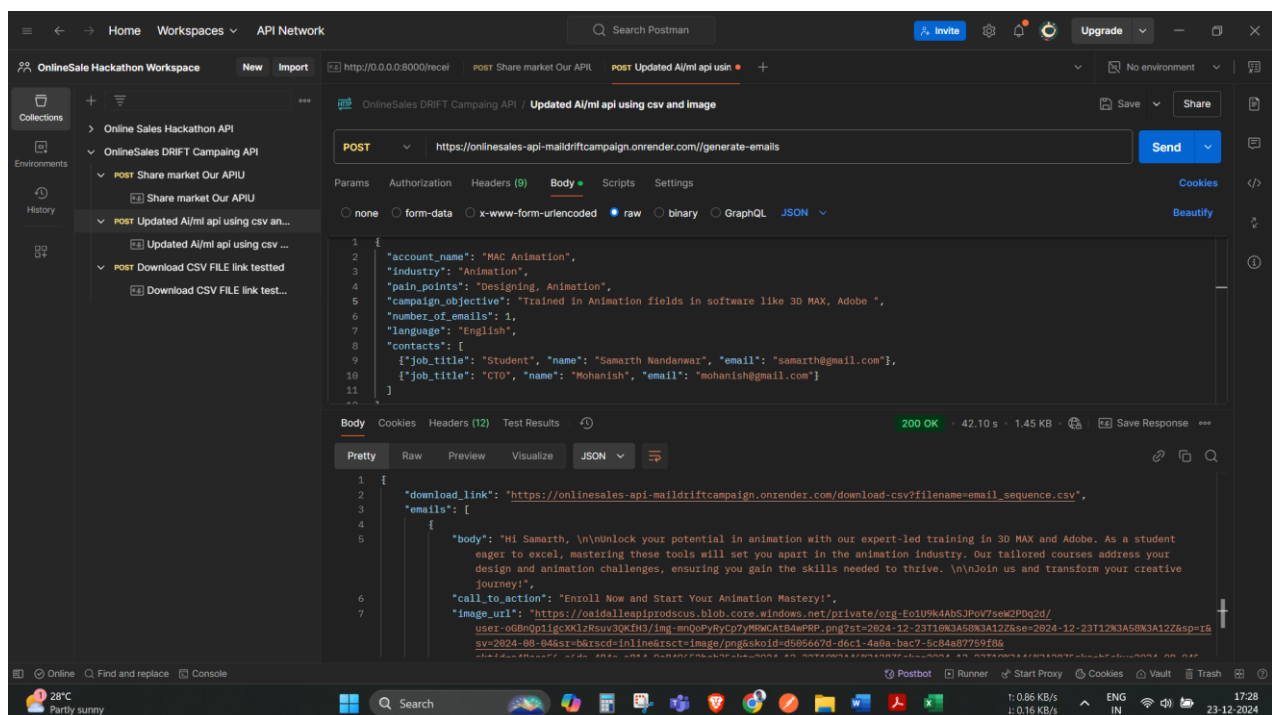 Home Workspaces API Network Search Postman Invite Upgrade
OnlineSale Hackathon Workspace New Import http://0.0.0.0:8000/recei POST Share market Our APIU POST Updated Ai/ml api usin No environment
Collections
Environments
History
Online Sales Hackathon API
OnlineSales DRIFT Campaing API
POST Share market Our APIU
e.g. Share market Our APIU
POST Updated Ai/ml api using csv an...
e.g. Updated Ai/ml api using csv ...
POST Download CSV FILE link testted
e.g. Download CSV FILE link test...
HTTP OnlineSales DRIFT Campaing API / Updated Ai/ml api using csv and image Save Share
POST https://onlinesales-api-maildriftcampaign.onrender.com//generate-emails Send
Params Authorization Headers (9) Body Scripts Settings Cookies
none form-data x-www-form-urlencoded raw binary GraphQL JSON Beautify
1 {
2 "account_name": "MAC Animation",
3 "industry": "Animation",
4 "pain_points": "Designing, Animation",
5 "campaign_objective": "Trained in Animation fields in software like 3D MAX, Adobe ",
6 "number_of_emails": 1,
7 "language": "English",
8 "contacts": [
9 {"job_title": "Student", "name": "Samarth Nandanwar", "email": "samarth@gmail.com"},
10 {"job_title": "CTO", "name": "Mohanish", "email": "mohanish@gmail.com"}
11 ]
Body Cookies Headers (12) Test Results 200 OK 42.10 s 1.45 KB e.g. Save Response
Pretty Raw Preview Visualize JSON
1 {
2 "download_link": "https://onlinesales-api-maildriftcampaign.onrender.com/download-csv?filename=email_sequence.csv",
3 "emails": [
4 {
5 "body": "Hi Samarth, \n\nUnlock your potential in animation with our expert-led training in 3D MAX and Adobe. As a student
eager to excel, mastering these tools will set you apart in the animation industry. Our tailored courses address your
design and animation challenges, ensuring you gain the skills needed to thrive. \n\nJoin us and transform your creative
journey!",
6 "call_to_action": "Enroll Now and Start Your Animation Mastery!",
7 "image_url": "https://oaidalleapiprodscus.blob.core.windows.net/private/org-Eo1U9k4AbSJPoV7seW2PDq2d/
user-oGBnQp1igcXKlzRsuv3QKfH3/img-mnQoPyRyCp7yMRWCAtB4wPRP.png?st=2024-12-23T10%3A58%3A12Z&se=2024-12-23T12%3A58%3A12Z&sp=r&
sv=2024-08-04&sr=b&rscd=inline&rsct=image/png&skoid=d505667d-d6c1-4a0a-bac7-5c84a87759f8&
Online Find and replace Console Postbot Runner Start Proxy Cookies Vault Trash
28°C
Partly sunny
Search
↑: 0.86 KB/s
↓: 0.16 KB/s
ENG
IN
17:28
23-12-2024